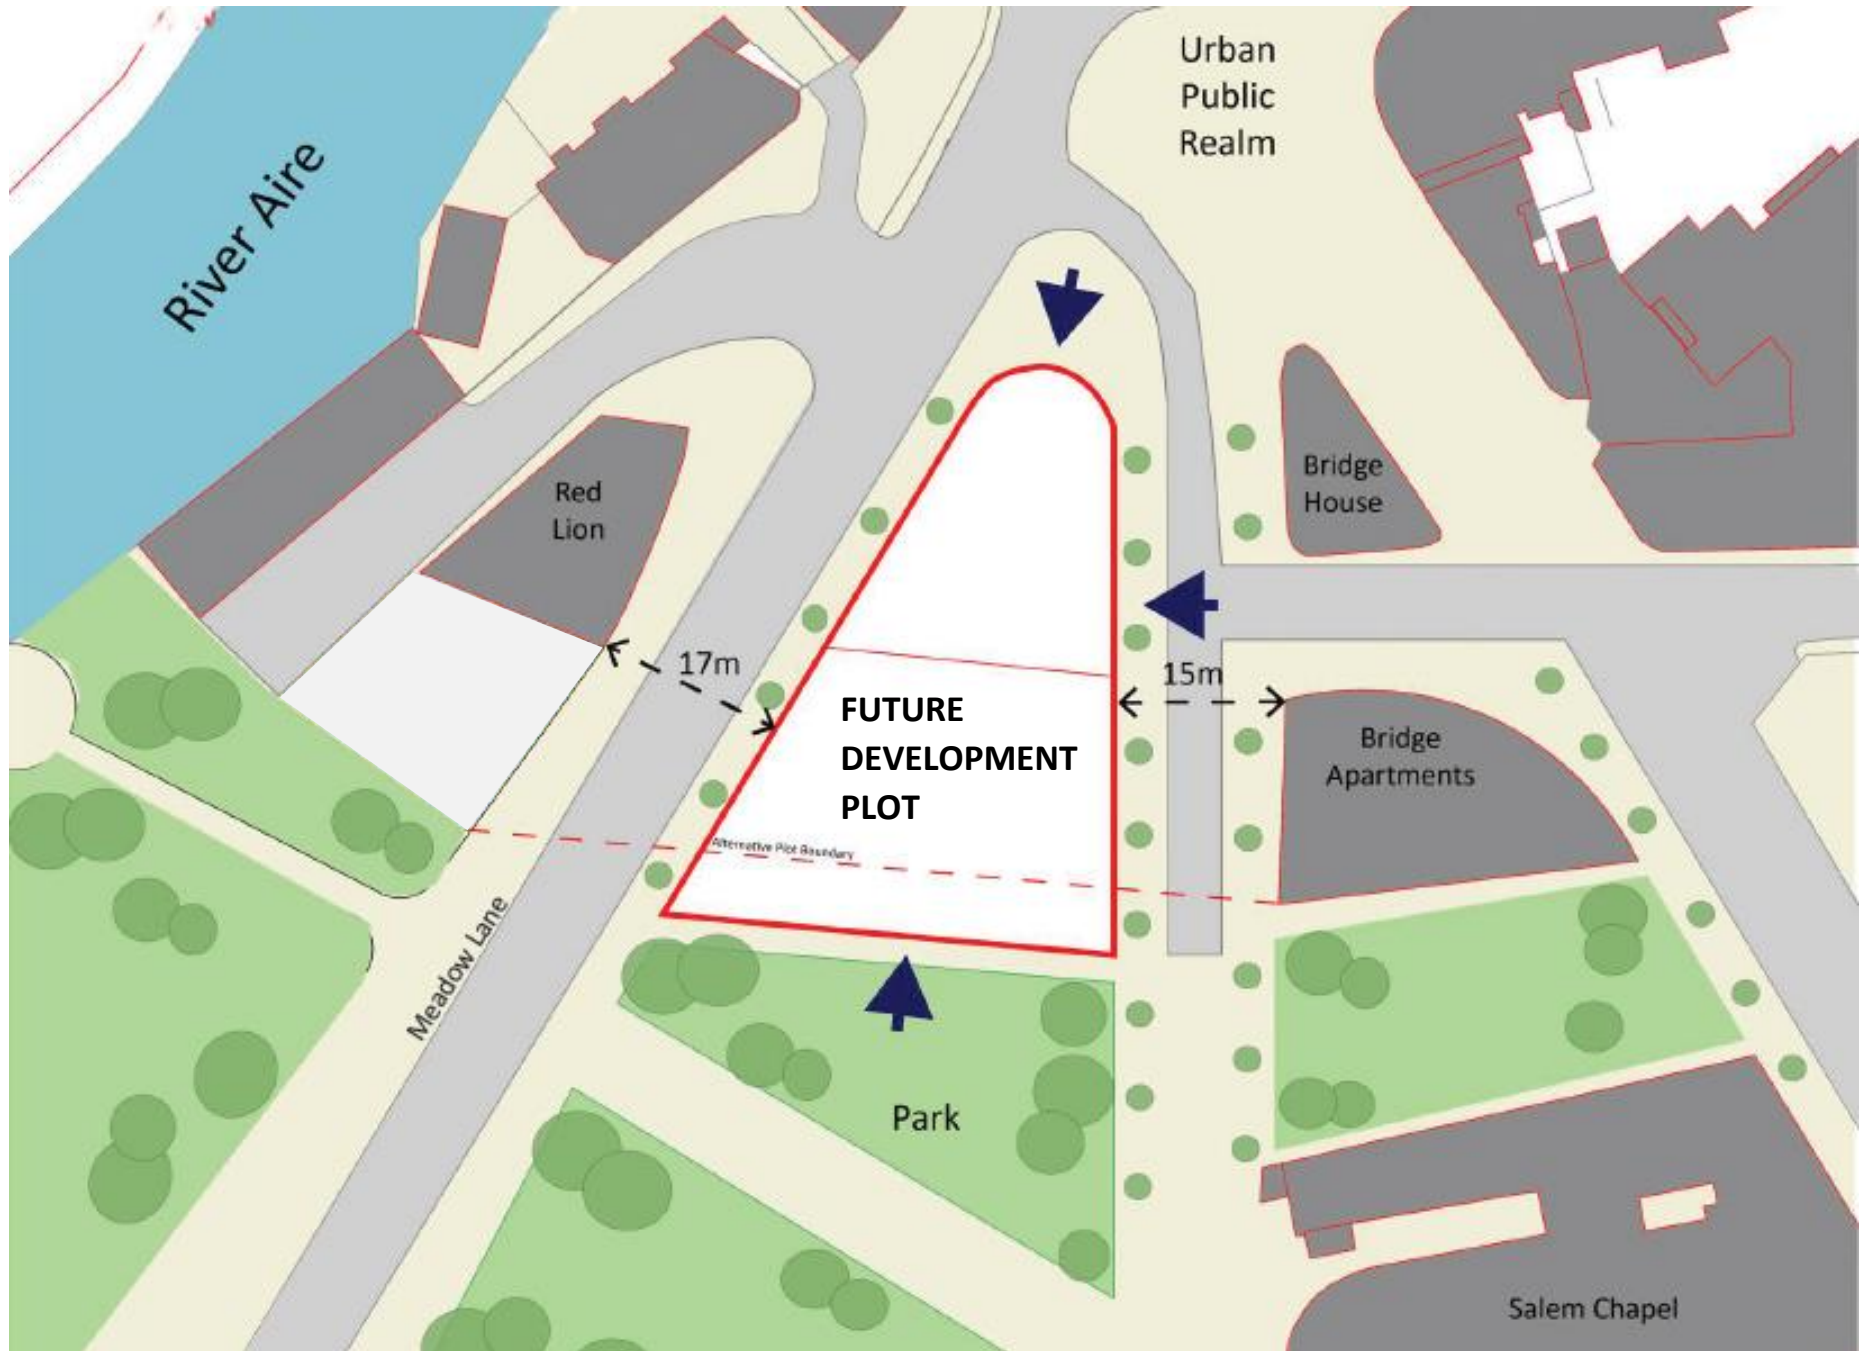 Urban
Public
Realm
River Aire
Red
Lion
Bridge
House
17m
15m
FUTURE
DEVELOPMENT
PLOT
Bridge
Apartments
Alternative Plot Boundary
Meadow Lane
Park
Salem Chapel